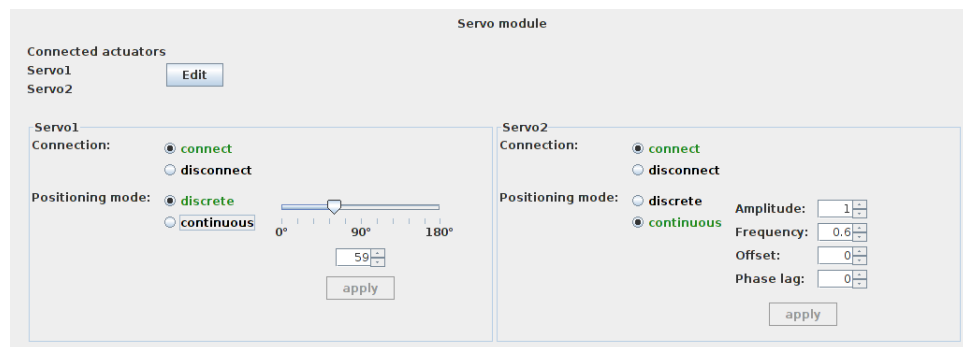 Servo module
Connected actuators
Servo1
Edit
Servo2
Servo1
Connection:
connect
disconnect
Positioning mode:
discrete
continuous
0° 90° 180°
59
apply
Servo2
Connection:
connect
disconnect
Positioning mode:
discrete
continuous
Amplitude: 1
Frequency: 0.6
Offset: 0
Phase lag: 0
apply